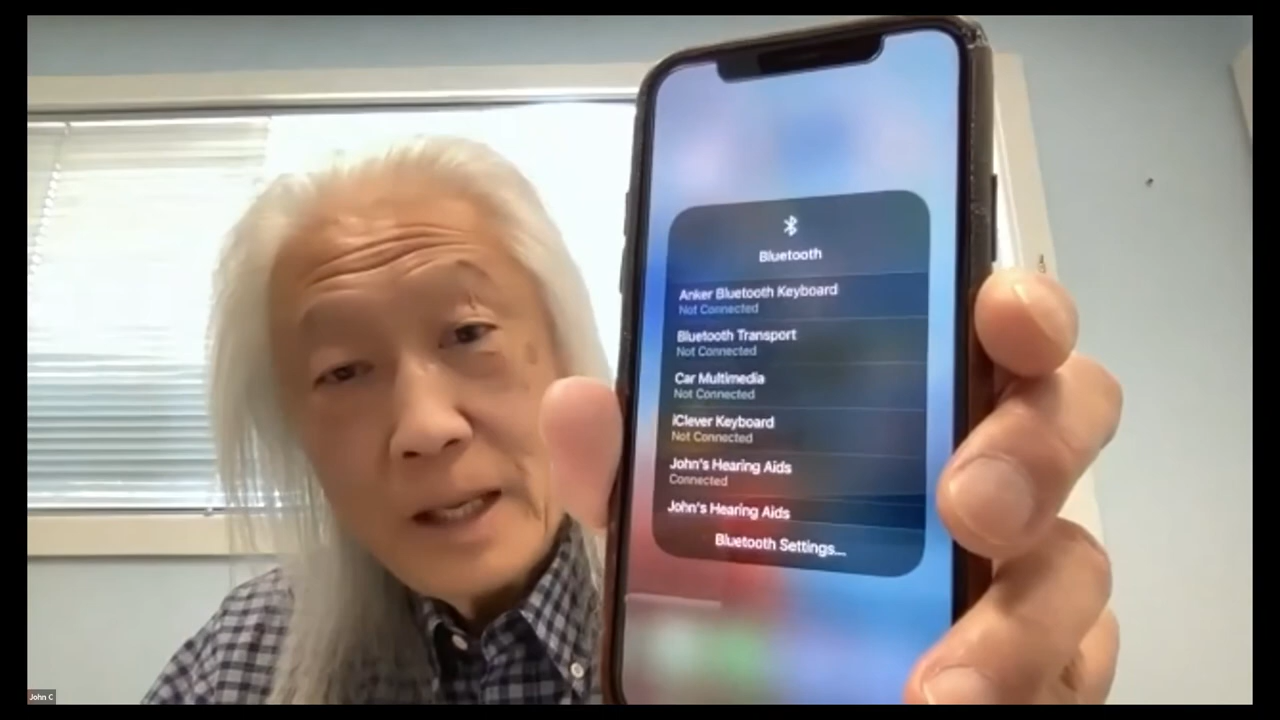 Bluetooth
Anker Bluetooth Keyboard
Not Connected
Bluetooth Transport
Not Connected
Car Multimedia
Not Connected
iClever Keyboard
Not Connected
John's Hearing Aids
Connected
John's Hearing Aids
Bluetooth Settings...
John C